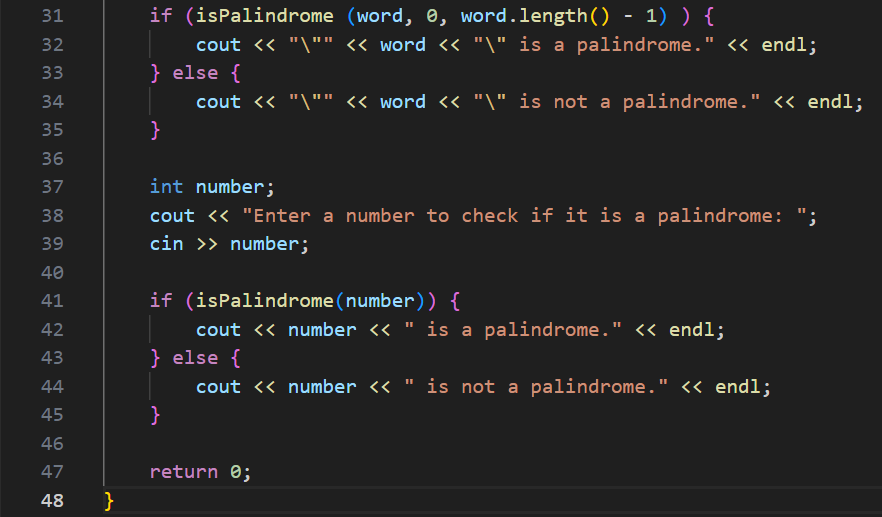 31 if (isPalindrome (word, 0, word.length() - 1) ) {
32 cout << "\"" << word << "\" is a palindrome." << endl;
33 } else {
34 cout << "\"" << word << "\" is not a palindrome." << endl;
35 }
36
37 int number;
38 cout << "Enter a number to check if it is a palindrome: ";
39 cin >> number;
40
41 if (isPalindrome(number)) {
42 cout << number << " is a palindrome." << endl;
43 } else {
44 cout << number << " is not a palindrome." << endl;
45 }
46
47 return 0;
48 }